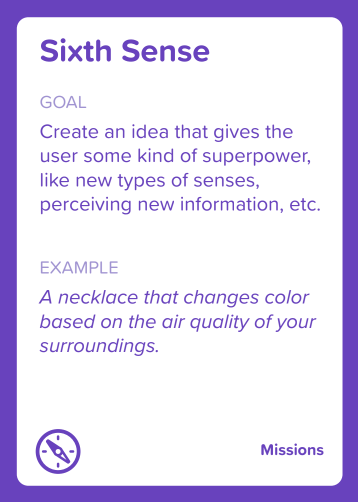 Sixth Sense
GOAL
Create an idea that gives the
user some kind of superpower,
like new types of senses,
perceiving new information, etc.
EXAMPLE
A necklace that changes color
based on the air quality of your
surroundings.
Missions